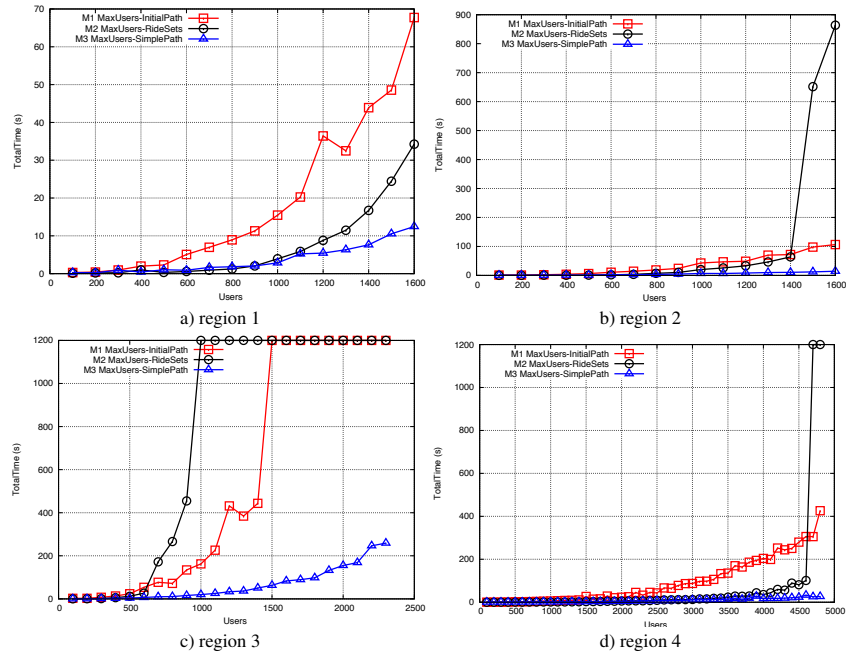 M1 MaxUsers-InitialPath
M2 MaxUsers-RideSets
M3 MaxUsers-SimplePath
TotalTime (s)
70
60
50
40
30
20
10
0
0 200 400 600 800 1000 1200 1400 1600
Users
a) region 1
M1 MaxUsers-InitialPath
M2 MaxUsers-RideSets
M3 MaxUsers-SimplePath
TotalTime (s)
900
800
700
600
500
400
300
200
100
0
0 200 400 600 800 1000 1200 1400 1600
Users
b) region 2
M1 MaxUsers-InitialPath
M2 MaxUsers-RideSets
M3 MaxUsers-SimplePath
TotalTime (s)
1200
1000
800
600
400
200
0
0 500 1000 1500 2000 2500
Users
c) region 3
M1 MaxUsers-InitialPath
M2 MaxUsers-RideSets
M3 MaxUsers-SimplePath
TotalTime (s)
1200
1000
800
600
400
200
0
0 500 1000 1500 2000 2500 3000 3500 4000 4500 5000
Users
d) region 4